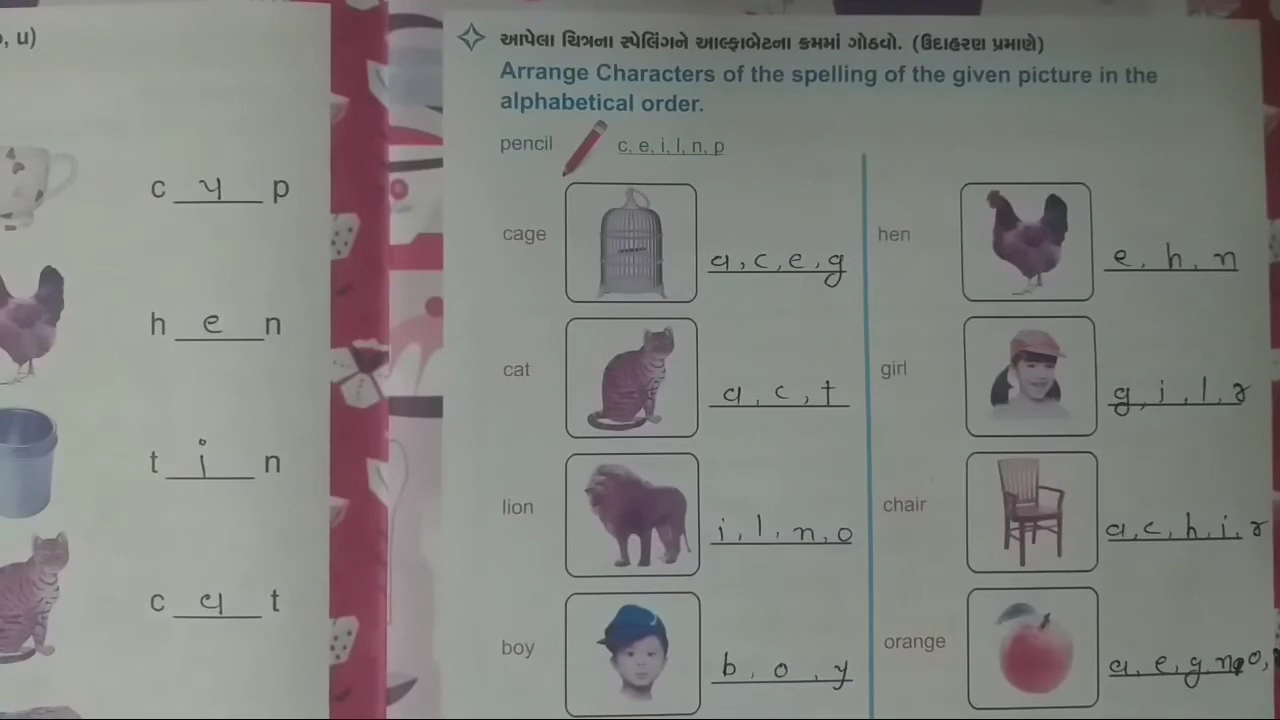 , u)
c u p
h e n
t i n
c a t
આપેલા ચિત્રના સ્પેલિંગને આલ્ફાબેટના ક્રમમાં ગોઠવો. (ઉદાહરણ પ્રમાણે)
Arrange Characters of the spelling of the given picture in the
alphabetical order.
pencil c, e, i, l, n, p
cage a, c, e, g
cat a, c, t
lion i, l, n, o
boy b, o, y
hen e, h, n
girl g, i, l, r
chair a, c, h, i, r
orange a, e, g, n, o,